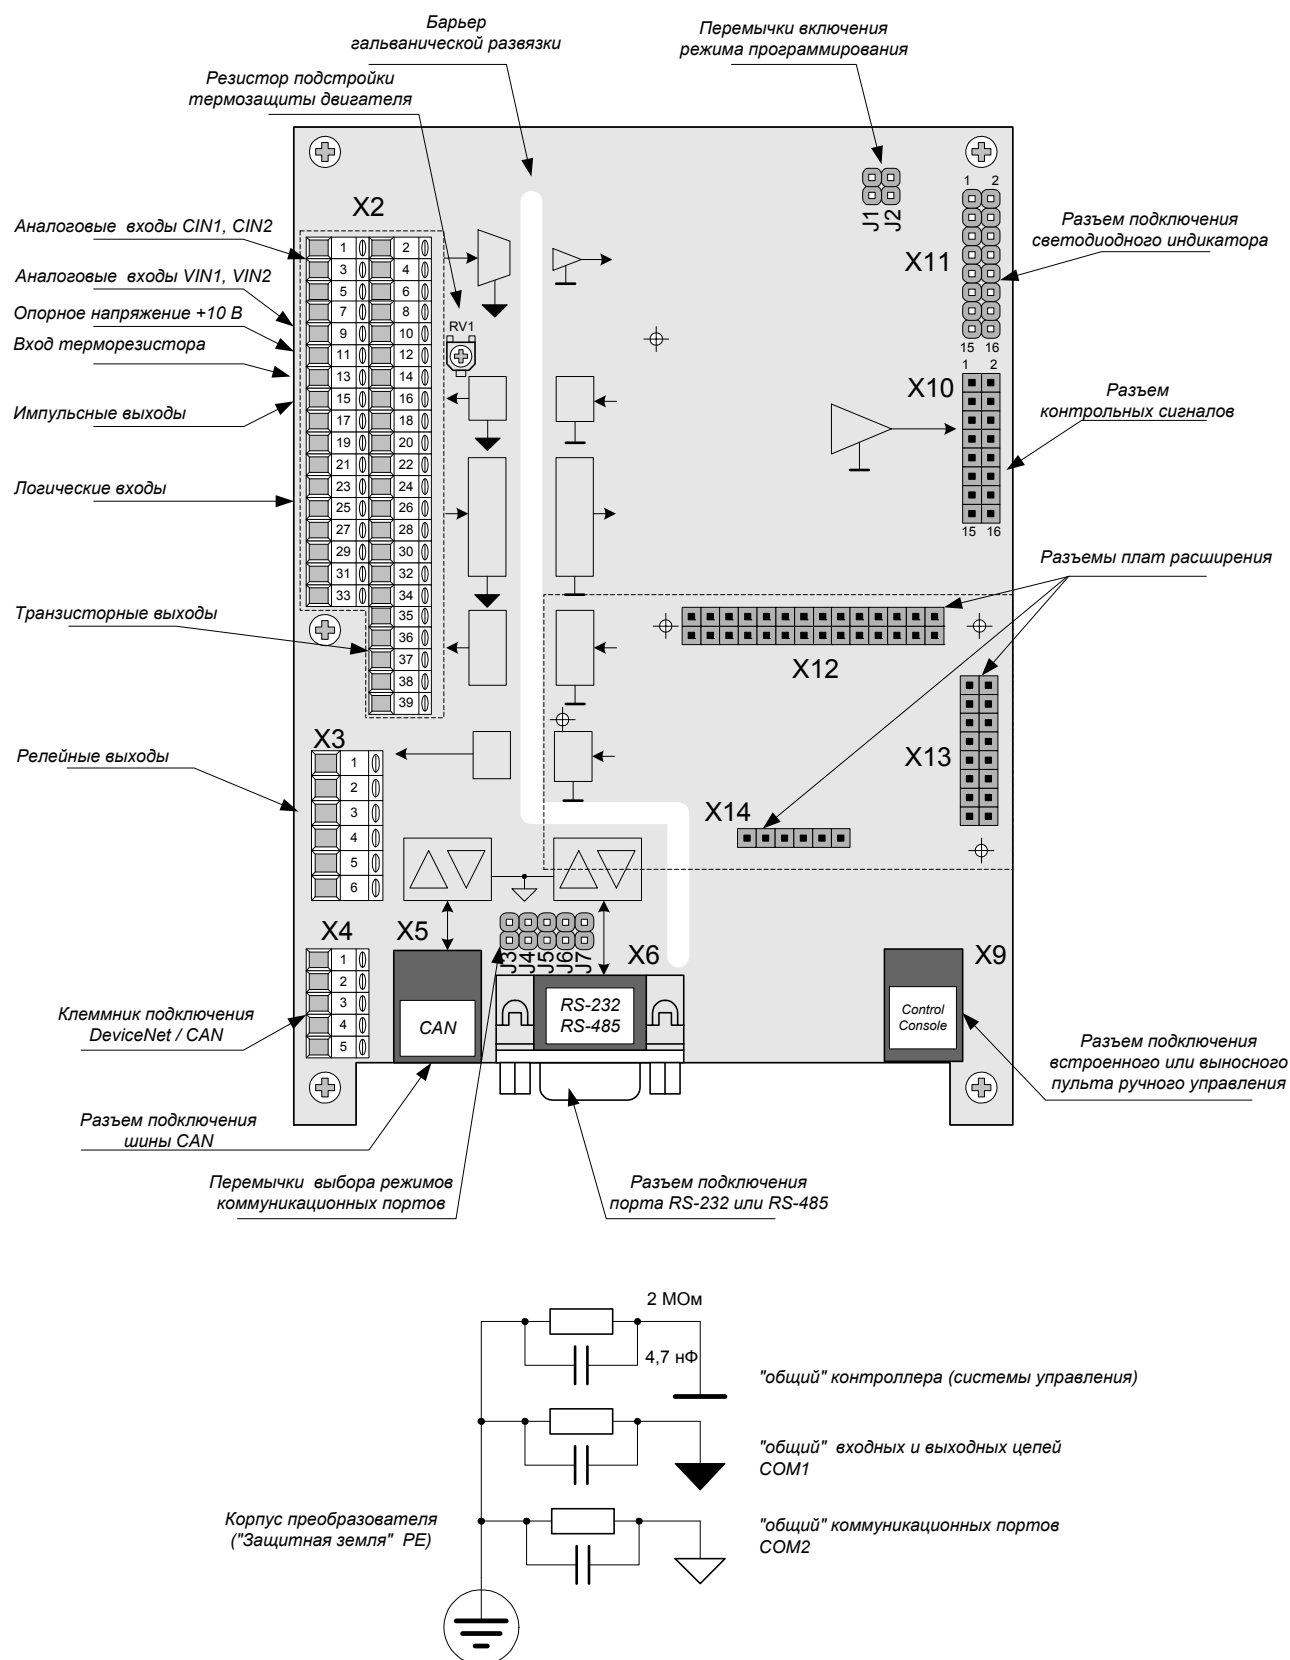 Барьер
гальванической развязки
Перемычки включения
режима программирования
Резистор подстройки
термозащиты двигателя
X2
J1
J2
1 2
Аналоговые входы CIN1, CIN2
Разъем подключения
светодиодного индикатора
X11
Аналоговые входы VIN1, VIN2
Опорное напряжение +10 В
Вход терморезистора
Импульсные выходы
Логические входы
Транзисторные выходы
1 2
3 4
5 6
7 8
9 10
11 12
13 14
15 16
17 18
19 20
21 22
23 24
25 26
27 28
29 30
31 32
33 34
35
36
37
38
39
RV1
15 16
1 2
X10
Разъем
контрольных сигналов
15 16
Разъемы плат расширения
X12
X13
X14
Релейные выходы
X3
1
2
3
4
5
6
X4
1
2
3
4
5
X5
CAN
J3
J4
J5
J6
J7
X6
RS-232
RS-485
X9
Control
Console
Клеммник подключения
DeviceNet / CAN
Разъем подключения
встроенного или выносного
пульта ручного управления
Разъем подключения
шины CAN
Перемычки выбора режимов
коммуникационных портов
Разъем подключения
порта RS-232 или RS-485
2 МОм
4,7 нФ
"общий" контроллера (системы управления)
"общий" входных и выходных цепей
COM1
Корпус преобразователя
("Защитная земля" PE)
"общий" коммуникационных портов
COM2